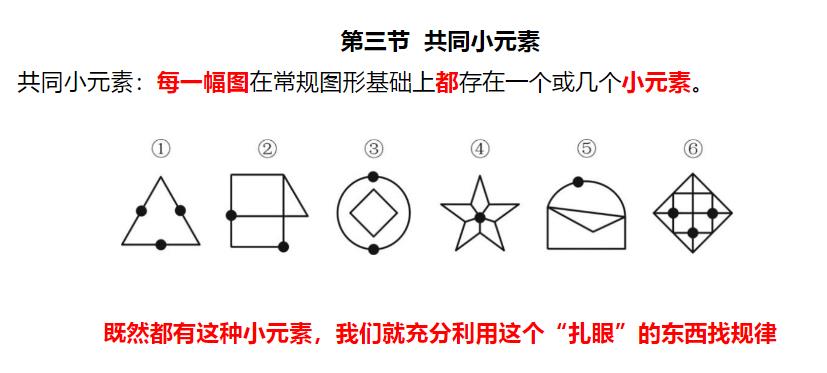 第三节 共同小元素
共同小元素：每一幅图在常规图形基础上都存在一个或几个小元素。
① ② ③ ④ ⑤ ⑥
既然都有这种小元素，我们就充分利用这个“扎眼”的东西找规律